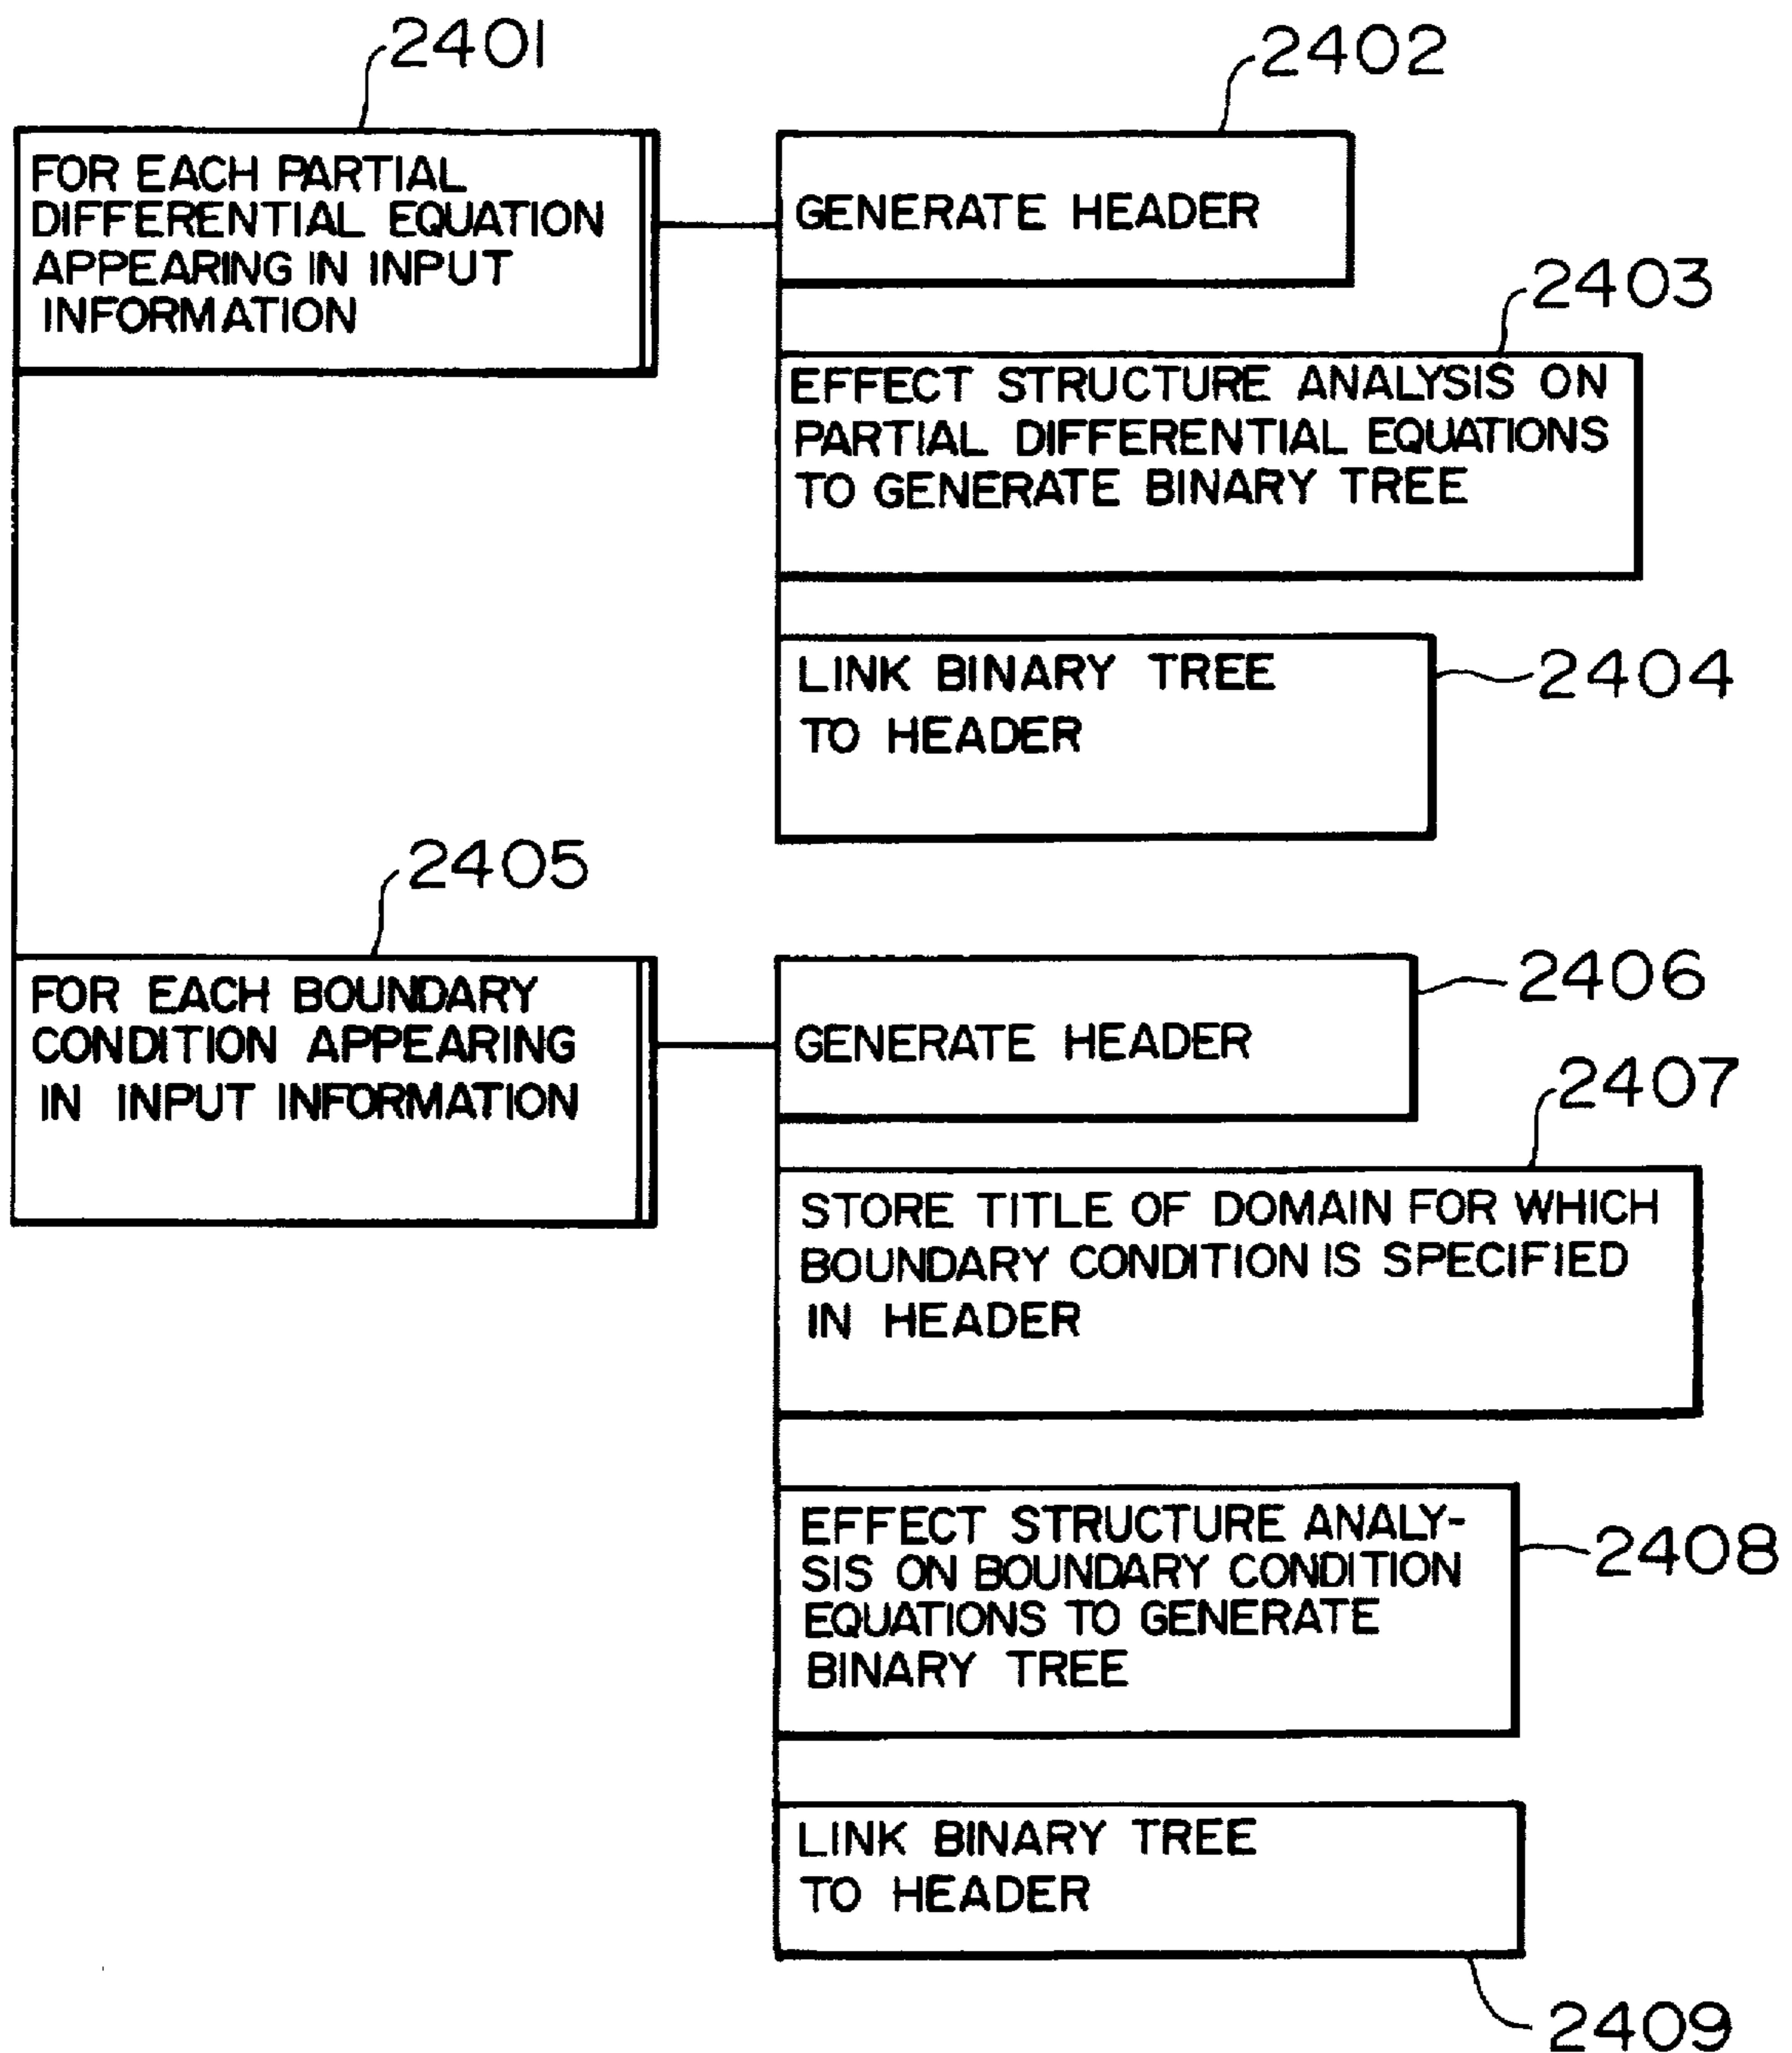 2401
2402
FOR EACH PARTIAL
DIFFERENTIAL EQUATION
APPEARING IN INPUT
INFORMATION
GENERATE HEADER
2403
EFFECT STRUCTURE ANALYSIS ON
PARTIAL DIFFERENTIAL EQUATIONS
TO GENERATE BINARY TREE
LINK BINARY TREE
TO HEADER
2404
2405
FOR EACH BOUNDARY
CONDITION APPEARING
IN INPUT INFORMATION
2406
GENERATE HEADER
2407
STORE TITLE OF DOMAIN FOR WHICH
BOUNDARY CONDITION IS SPECIFIED
IN HEADER
EFFECT STRUCTURE ANALY-
SIS ON BOUNDARY CONDITION
EQUATIONS TO GENERATE
BINARY TREE
2408
LINK BINARY TREE
TO HEADER
2409